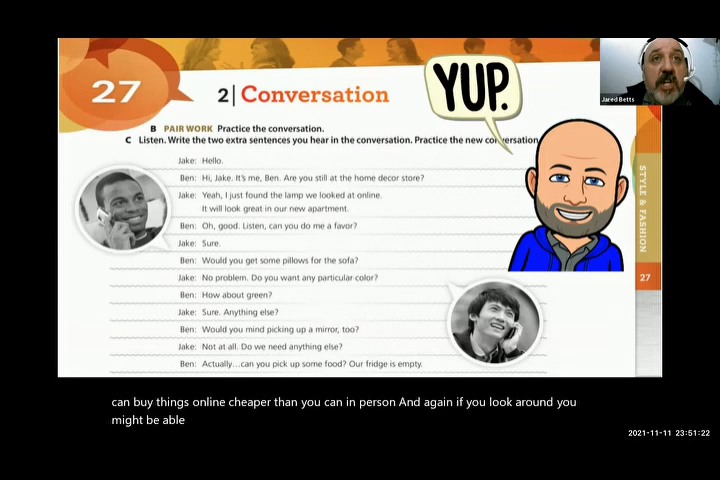 27
2|Conversation
YUP.
Jared Betts
B PAIR WORK Practice the conversation.
C Listen. Write the two extra sentences you hear in the conversation. Practice the new conversation
Jake: Hello.
Ben: Hi, Jake. It's me, Ben. Are you still at the home decor store?
Jake: Yeah, I just found the lamp we looked at online.
It will look great in our new apartment.
Ben: Oh, good. Listen, can you do me a favor?
Jake: Sure.
Ben: Would you get some pillows for the sofa?
Jake: No problem. Do you want any particular color?
Ben: How about green?
Jake: Sure. Anything else?
Ben: Would you mind picking up a mirror, too?
Jake: Not at all. Do we need anything else?
Ben: Actually...can you pick up some food? Our fridge is empty.
STYLE & FASHION
27
can buy things online cheaper than you can in person And again if you look around you
might be able
2021-11-11 23:51:22